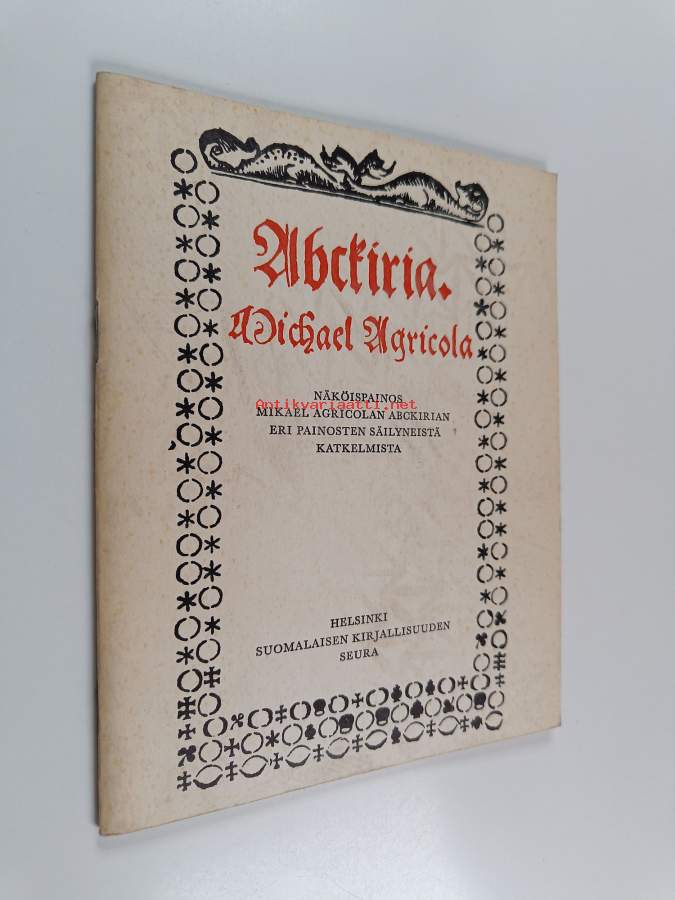 Abckiria.
Michael Agricola
NÄKÖISPAINOS
Antikvariaatti.net
MIKAEL AGRICOLAN ABCKIRIAN
ERI PAINOSTEN SÄILYNEISTÄ
KATKELMISTA
HELSINKI
SUOMALAISEN KIRJALLISUUDEN
SEURA